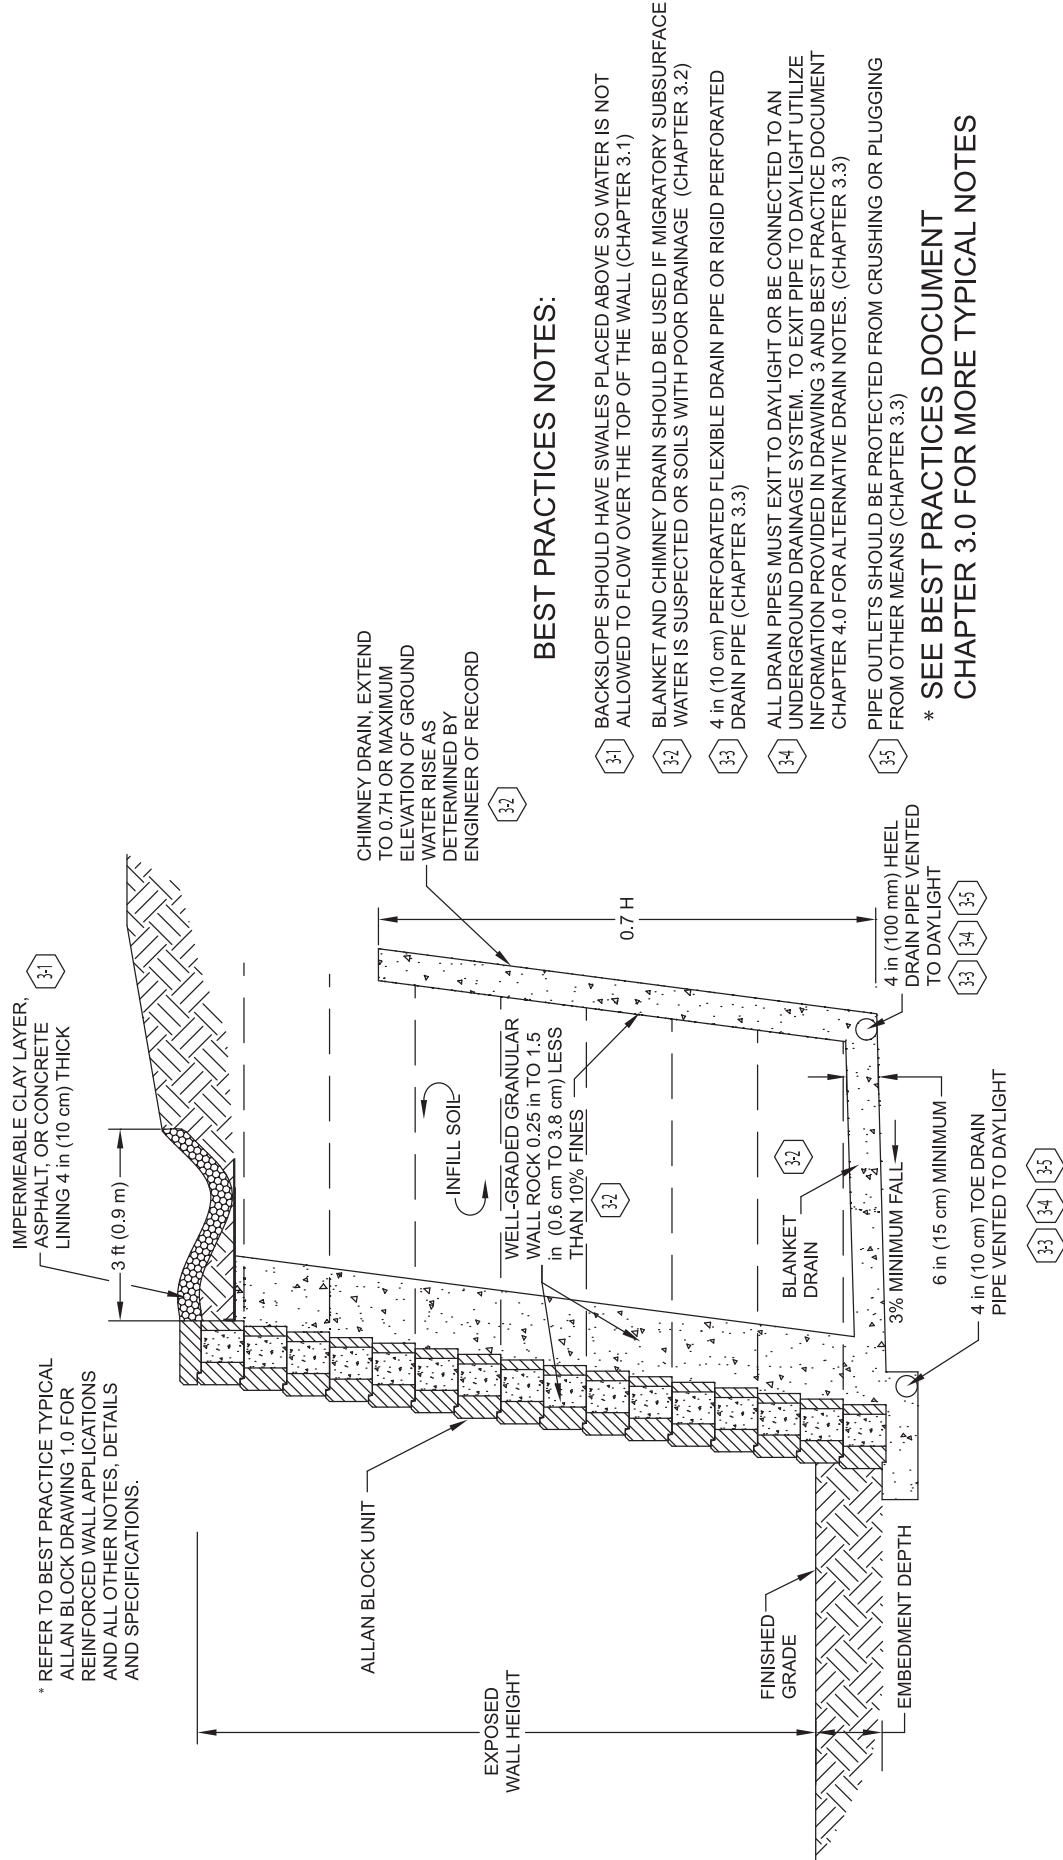 * REFER TO BEST PRACTICE TYPICAL
ALLAN BLOCK DRAWING 1.0 FOR
REINFORCED WALL APPLICATIONS
AND ALL OTHER NOTES, DETAILS
AND SPECIFICATIONS.
IMPERMEABLE CLAY LAYER,
ASPHALT, OR CONCRETE
LINING 4 in (10 cm) THICK
3-1
3 ft (0.9 m)
ALLAN BLOCK UNIT
EXPOSED
WALL HEIGHT
FINISHED
GRADE
EMBEDMENT DEPTH
INFILL SOIL
WELL-GRADED GRANULAR
WALL ROCK 0.25 in TO 1.5
in (0.6 cm TO 3.8 cm) LESS
THAN 10% FINES
3-2
BLANKET
DRAIN
3-2
3% MINIMUM FALL
6 in (15 cm) MINIMUM
4 in (10 cm) TOE DRAIN
PIPE VENTED TO DAYLIGHT
3-3 3-4 3-5
CHIMNEY DRAIN, EXTEND
TO 0.7H OR MAXIMUM
ELEVATION OF GROUND
WATER RISE AS
DETERMINED BY
ENGINEER OF RECORD
3-2
0.7 H
4 in (100 mm) HEEL
DRAIN PIPE VENTED
TO DAYLIGHT
3-3 3-4 3-5
BEST PRACTICES NOTES:
3-1 BACKSLOPE SHOULD HAVE SWALES PLACED ABOVE SO WATER IS NOT
ALLOWED TO FLOW OVER THE TOP OF THE WALL (CHAPTER 3.1)
3-2 BLANKET AND CHIMNEY DRAIN SHOULD BE USED IF MIGRATORY SUBSURFACE
WATER IS SUSPECTED OR SOILS WITH POOR DRAINAGE (CHAPTER 3.2)
3-3 4 in (10 cm) PERFORATED FLEXIBLE DRAIN PIPE OR RIGID PERFORATED
DRAIN PIPE (CHAPTER 3.3)
3-4 ALL DRAIN PIPES MUST EXIT TO DAYLIGHT OR BE CONNECTED TO AN
UNDERGROUND DRAINAGE SYSTEM. TO EXIT PIPE TO DAYLIGHT UTILIZE
INFORMATION PROVIDED IN DRAWING 3 AND BEST PRACTICE DOCUMENT
CHAPTER 4.0 FOR ALTERNATIVE DRAIN NOTES. (CHAPTER 3.3)
3-5 PIPE OUTLETS SHOULD BE PROTECTED FROM CRUSHING OR PLUGGING
FROM OTHER MEANS (CHAPTER 3.3)
* SEE BEST PRACTICES DOCUMENT
CHAPTER 3.0 FOR MORE TYPICAL NOTES